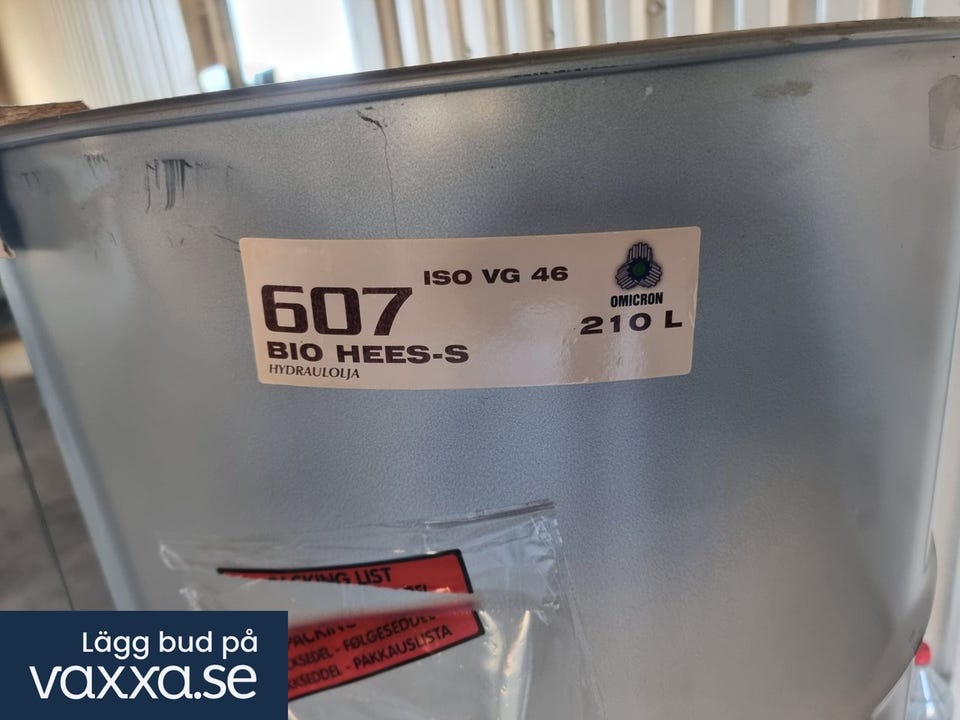 ISO VG 46
607
BIO HEES-S
HYDRAULOLJA
OMICRON
210 L
PACKING LIST
PACKING
FØLGESEDDEL
- PAKKAUSLISTA
Lägg bud på
vaxxa.se